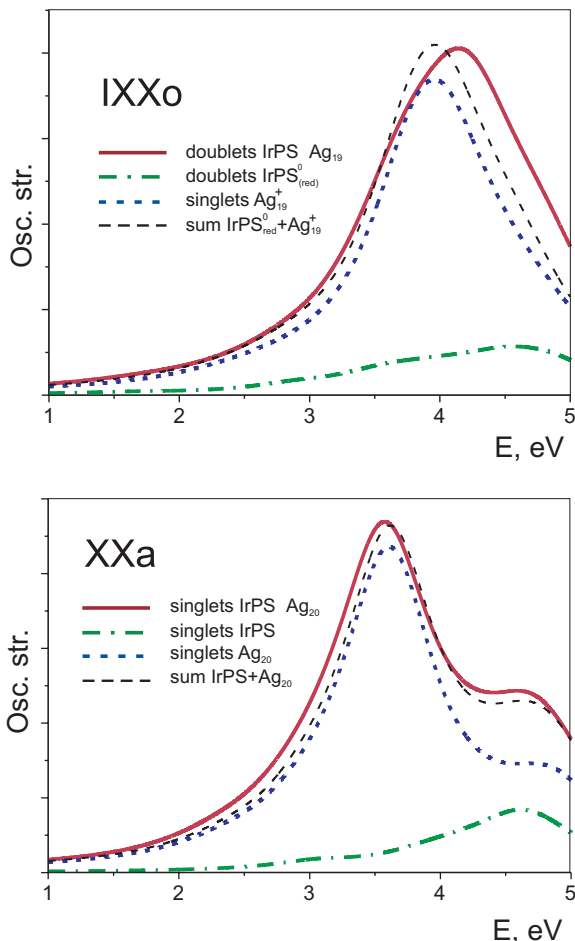 IXXo
doublets IrPS Ag₁₉
doublets IrPS⁰₍red₎
singlets Ag⁺₁₉
sum IrPS⁰red+Ag⁺₁₉
Osc. str.
1 2 3 4 5
E, eV
XXa
singlets IrPS Ag₂₀
singlets IrPS
singlets Ag₂₀
sum IrPS+Ag₂₀
Osc. str.
1 2 3 4 5
E, eV